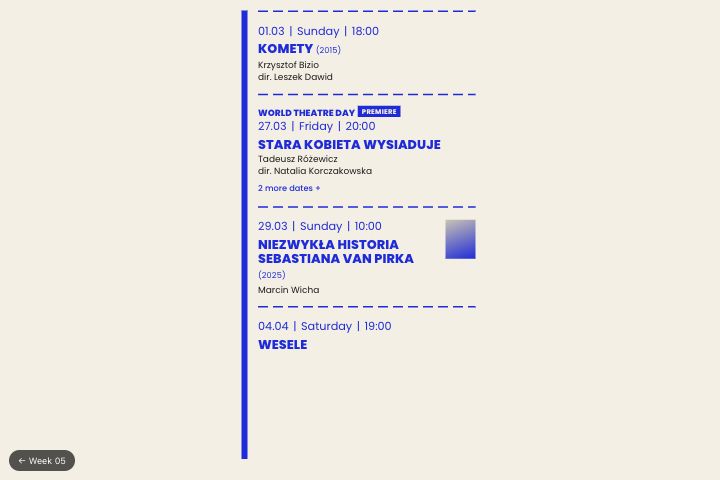 01.03 | Sunday | 18:00
KOMETY (2015)
Krzysztof Bizio
dir. Leszek Dawid
WORLD THEATRE DAY PREMIERE
27.03 | Friday | 20:00
STARA KOBIETA WYSIADUJE
Tadeusz Różewicz
dir. Natalia Korczakowska
2 more dates +
29.03 | Sunday | 10:00
NIEZWYKŁA HISTORIA
SEBASTIANA VAN PIRKA
(2025)
Marcin Wicha
04.04 | Saturday | 19:00
WESELE
← Week 05